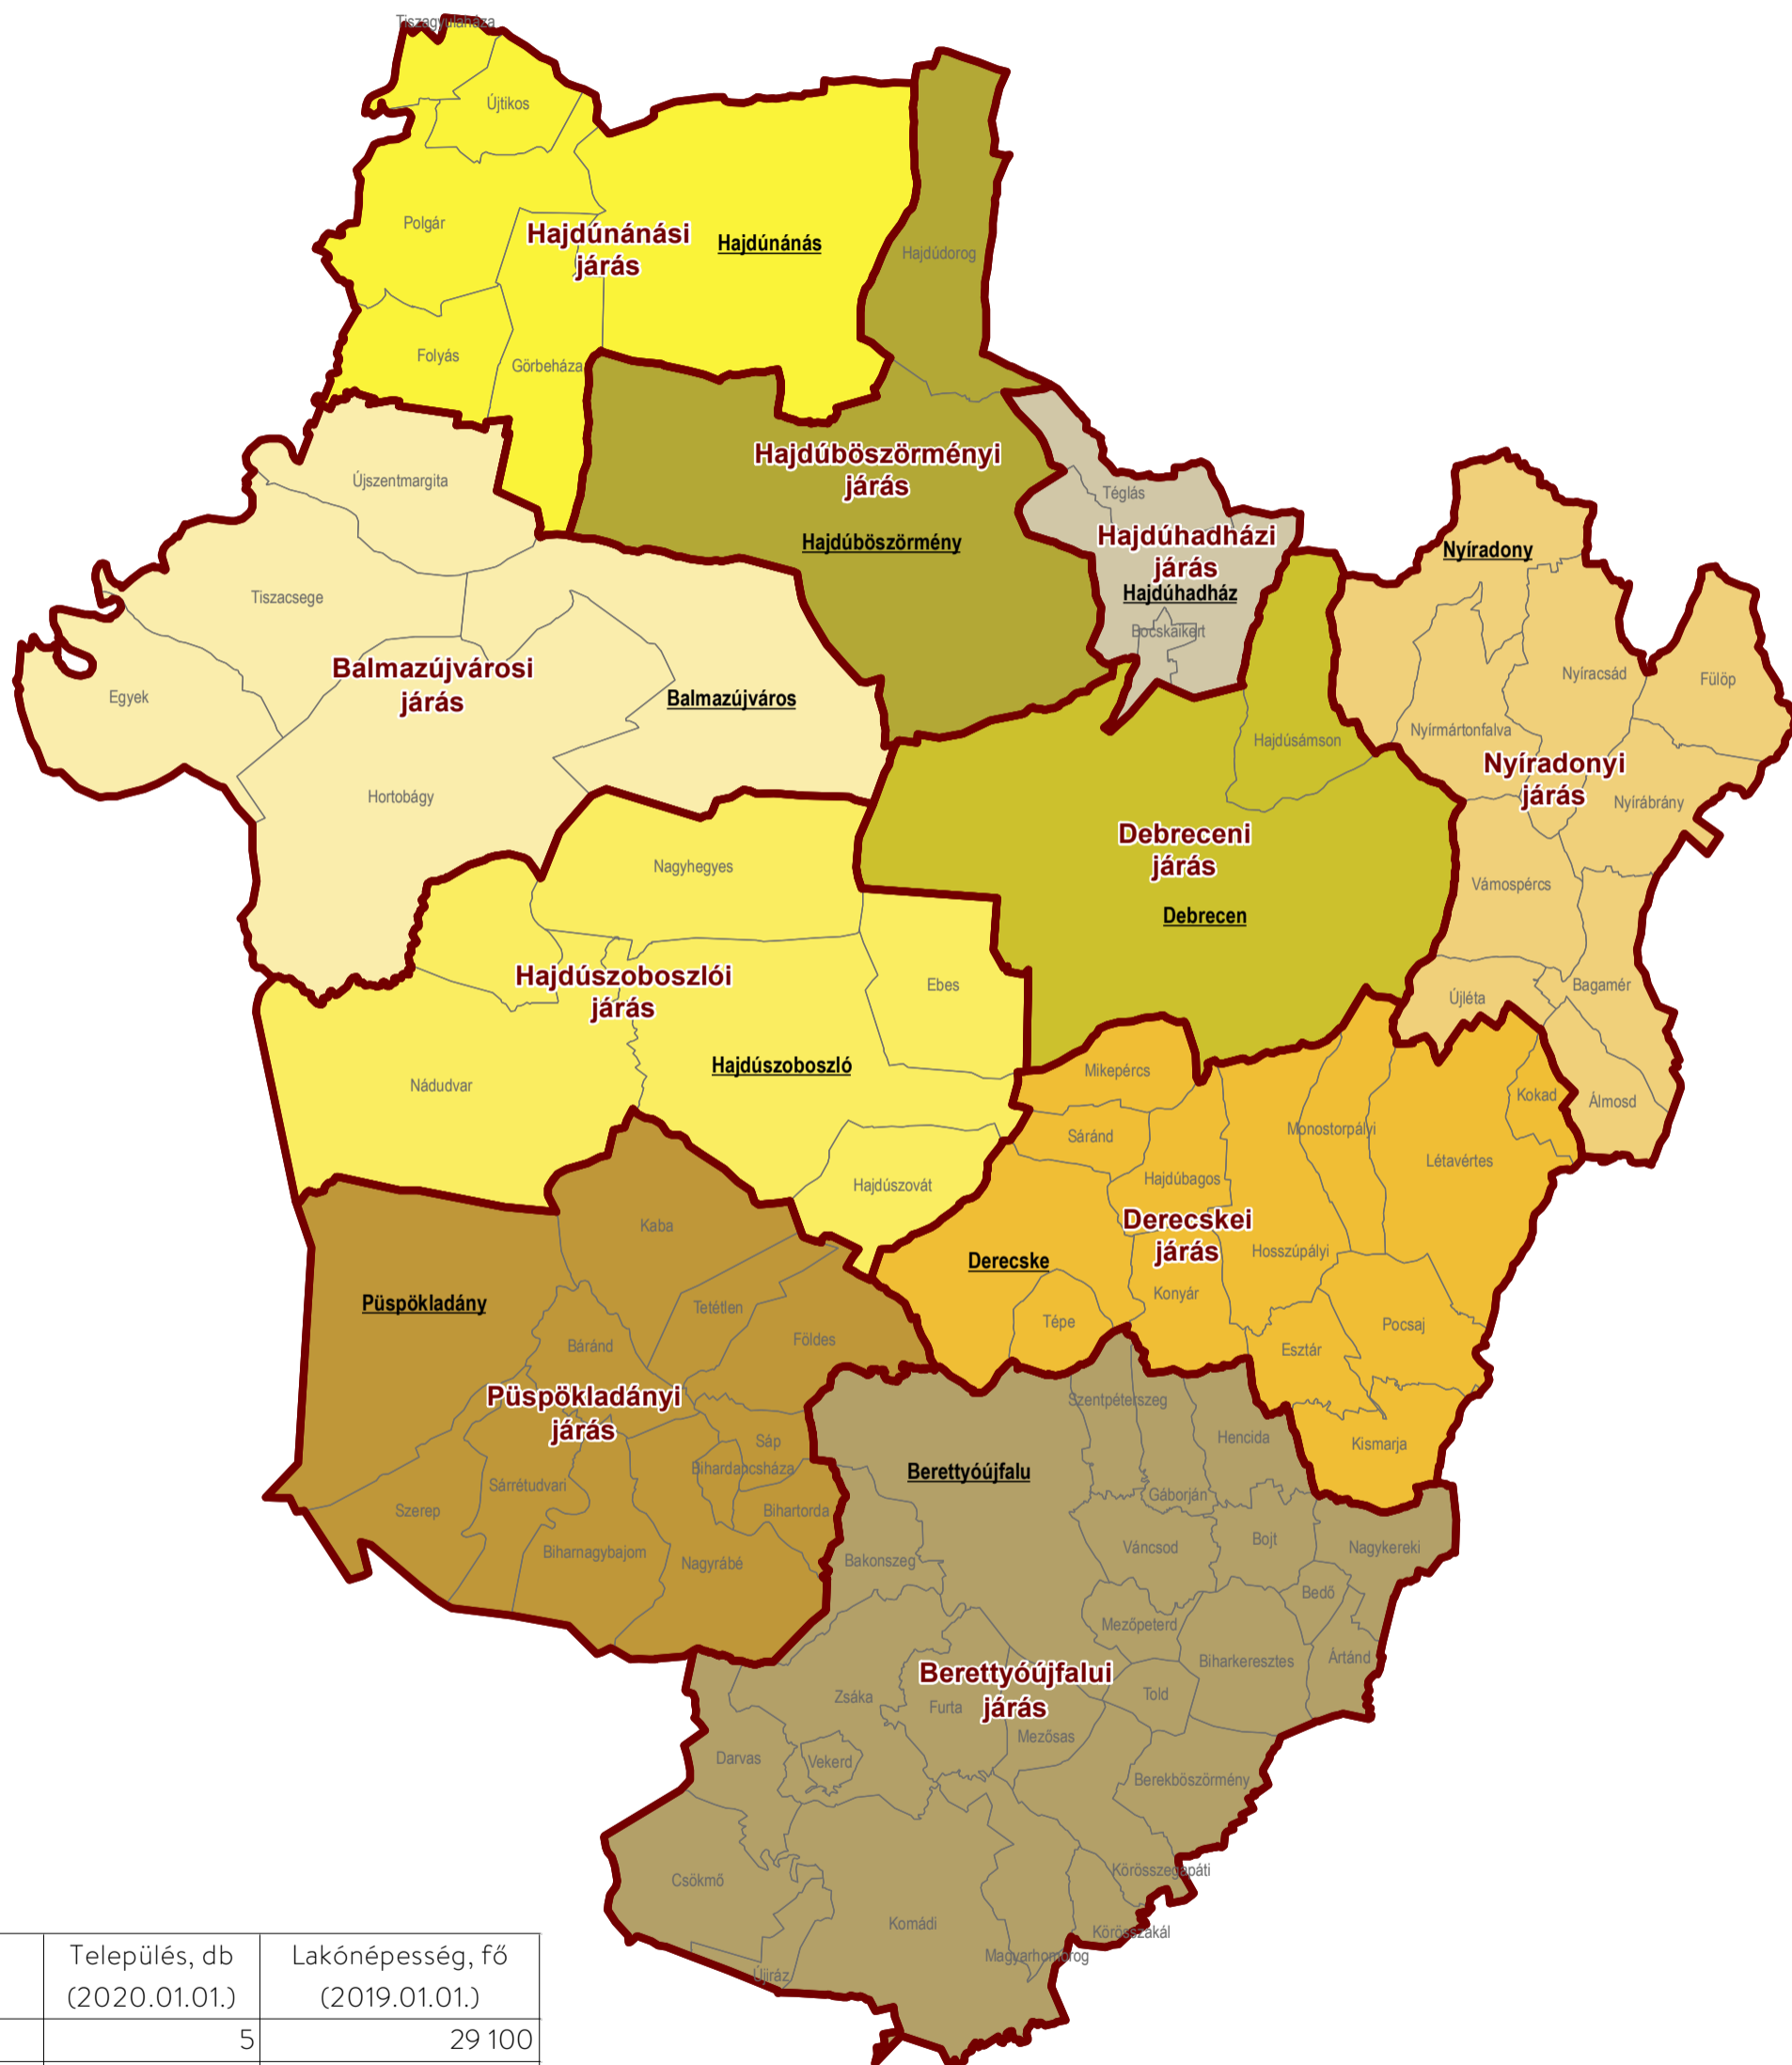 Tiszagyulaháza
Újtikos
Polgár
Hajdúnánási
járás
Hajdúnánás
Hajdúdorog
Folyás
Görbeháza
Hajdúböszörményi
járás
Hajdúböszörmény
Újszentmargita
Téglás
Hajdúhadházi
járás
Hajdúhadház
Bocskaikert
Nyíradony
Tiszacsege
Balmazújvárosi
járás
Balmazújváros
Egyek
Hortobágy
Nyíracsád
Fülöp
Nyírmártonfalva
Hajdúsámson
Nyíradonyi
járás
Nyírábrány
Debreceni
járás
Debrecen
Nagyhegyes
Vámospércs
Hajdúszoboszlói
járás
Ebes
Bagamér
Újléta
Hajdúszoboszló
Nádudvar
Mikepércs
Kokad
Álmosd
Sáránd
Monostorpályi
Létavértes
Hajdúbagos
Hajdúszovát
Derecskei
járás
Kaba
Derecske
Hosszúpályi
Konyár
Püspökladány
Tetétlen
Tépe
Pocsaj
Földes
Báránd
Esztár
Püspökladányi
járás
Szentpéterszeg
Sáp
Hencida
Kismarja
Bihardancsháza
Berettyóújfalu
Sárrétudvari
Gáborján
Szerep
Bihartorda
Biharnagybajom
Nagyrábé
Bakonszeg
Váncsod
Bojt
Nagykereki
Bedő
Mezőpeterd
Ártánd
Biharkeresztes
Berettyóújfalui
járás
Zsáka
Furta
Told
Mezősas
Darvas
Vekerd
Berekböszörmény
Csökmő
Körösszegapáti
Komádi
Körösszakál
Magyarhomorog
Újiráz
Település, db
(2020.01.01.)
Lakónépesség, fő
(2019.01.01.)
5
29 100